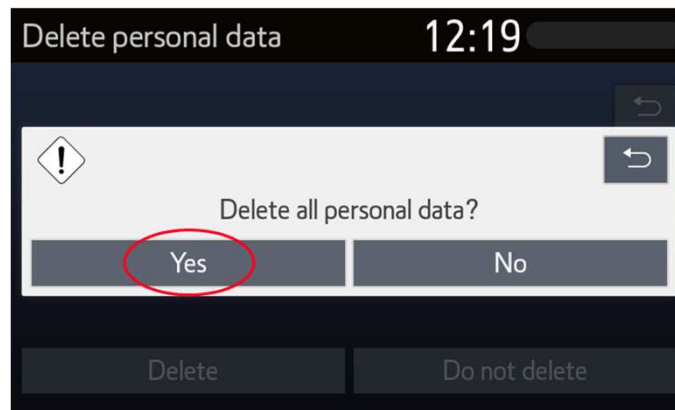 Delete personal data 12:19
Delete all personal data?
Yes No
Delete Do not delete